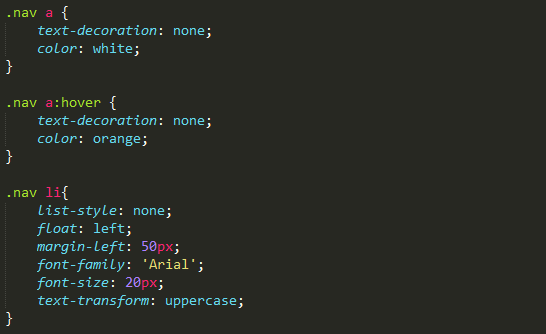 .nav a {
    text-decoration: none;
    color: white;
}

.nav a:hover {
    text-decoration: none;
    color: orange;
}

.nav li{
    list-style: none;
    float: left;
    margin-left: 50px;
    font-family: 'Arial';
    font-size: 20px;
    text-transform: uppercase;
}